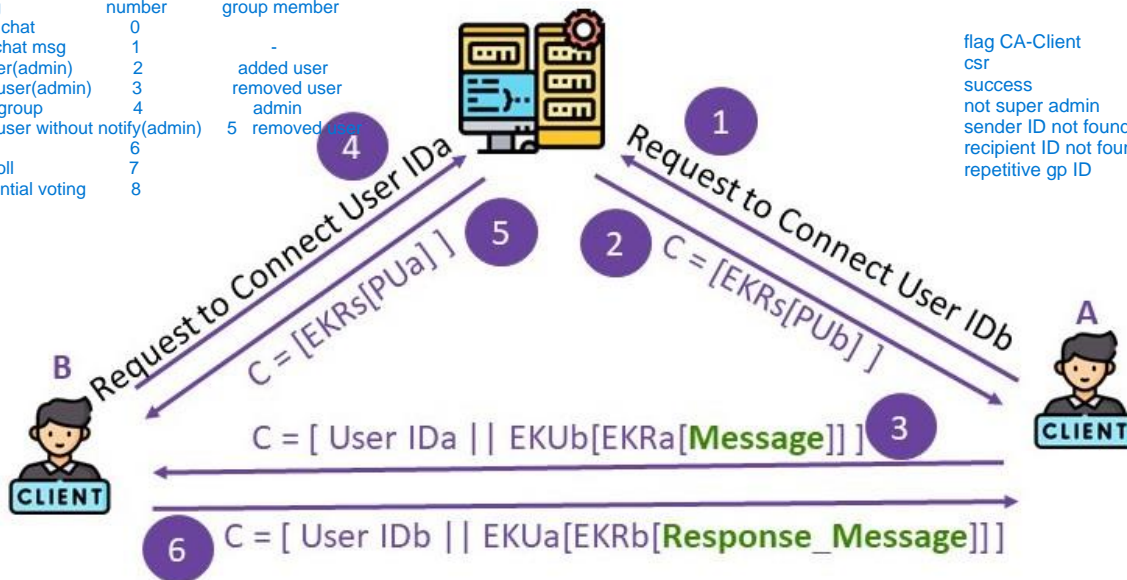 number group member
chat 0
chat msg 1 -
er(admin) 2 added user
user(admin) 3 removed user
group 4 admin
user without notify(admin) 5 removed user
6
oll 7
ntial voting 8
flag CA-Client
csr
success
not super admin
sender ID not found
recipient ID not foun
repetitive gp ID
1
Request to Connect User IDb
2
C = [EKRs[PUb] ]
4
Request to Connect User IDa
5
C = [EKRs[PUa] ]
A
CLIENT
B
CLIENT
C = [ User IDa || EKUb[EKRa[Message]] ]
3
6
C = [ User IDb || EKUa[EKRb[Response_Message]]]